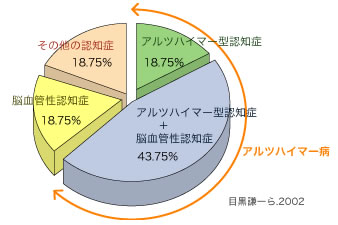 その他の認知症
18.75%
アルツハイマー型認知症
18.75%
脳血管性認知症
18.75%
アルツハイマー型認知症
+
脳血管性認知症
43.75%
アルツハイマー病
目黒謙一ら.2002